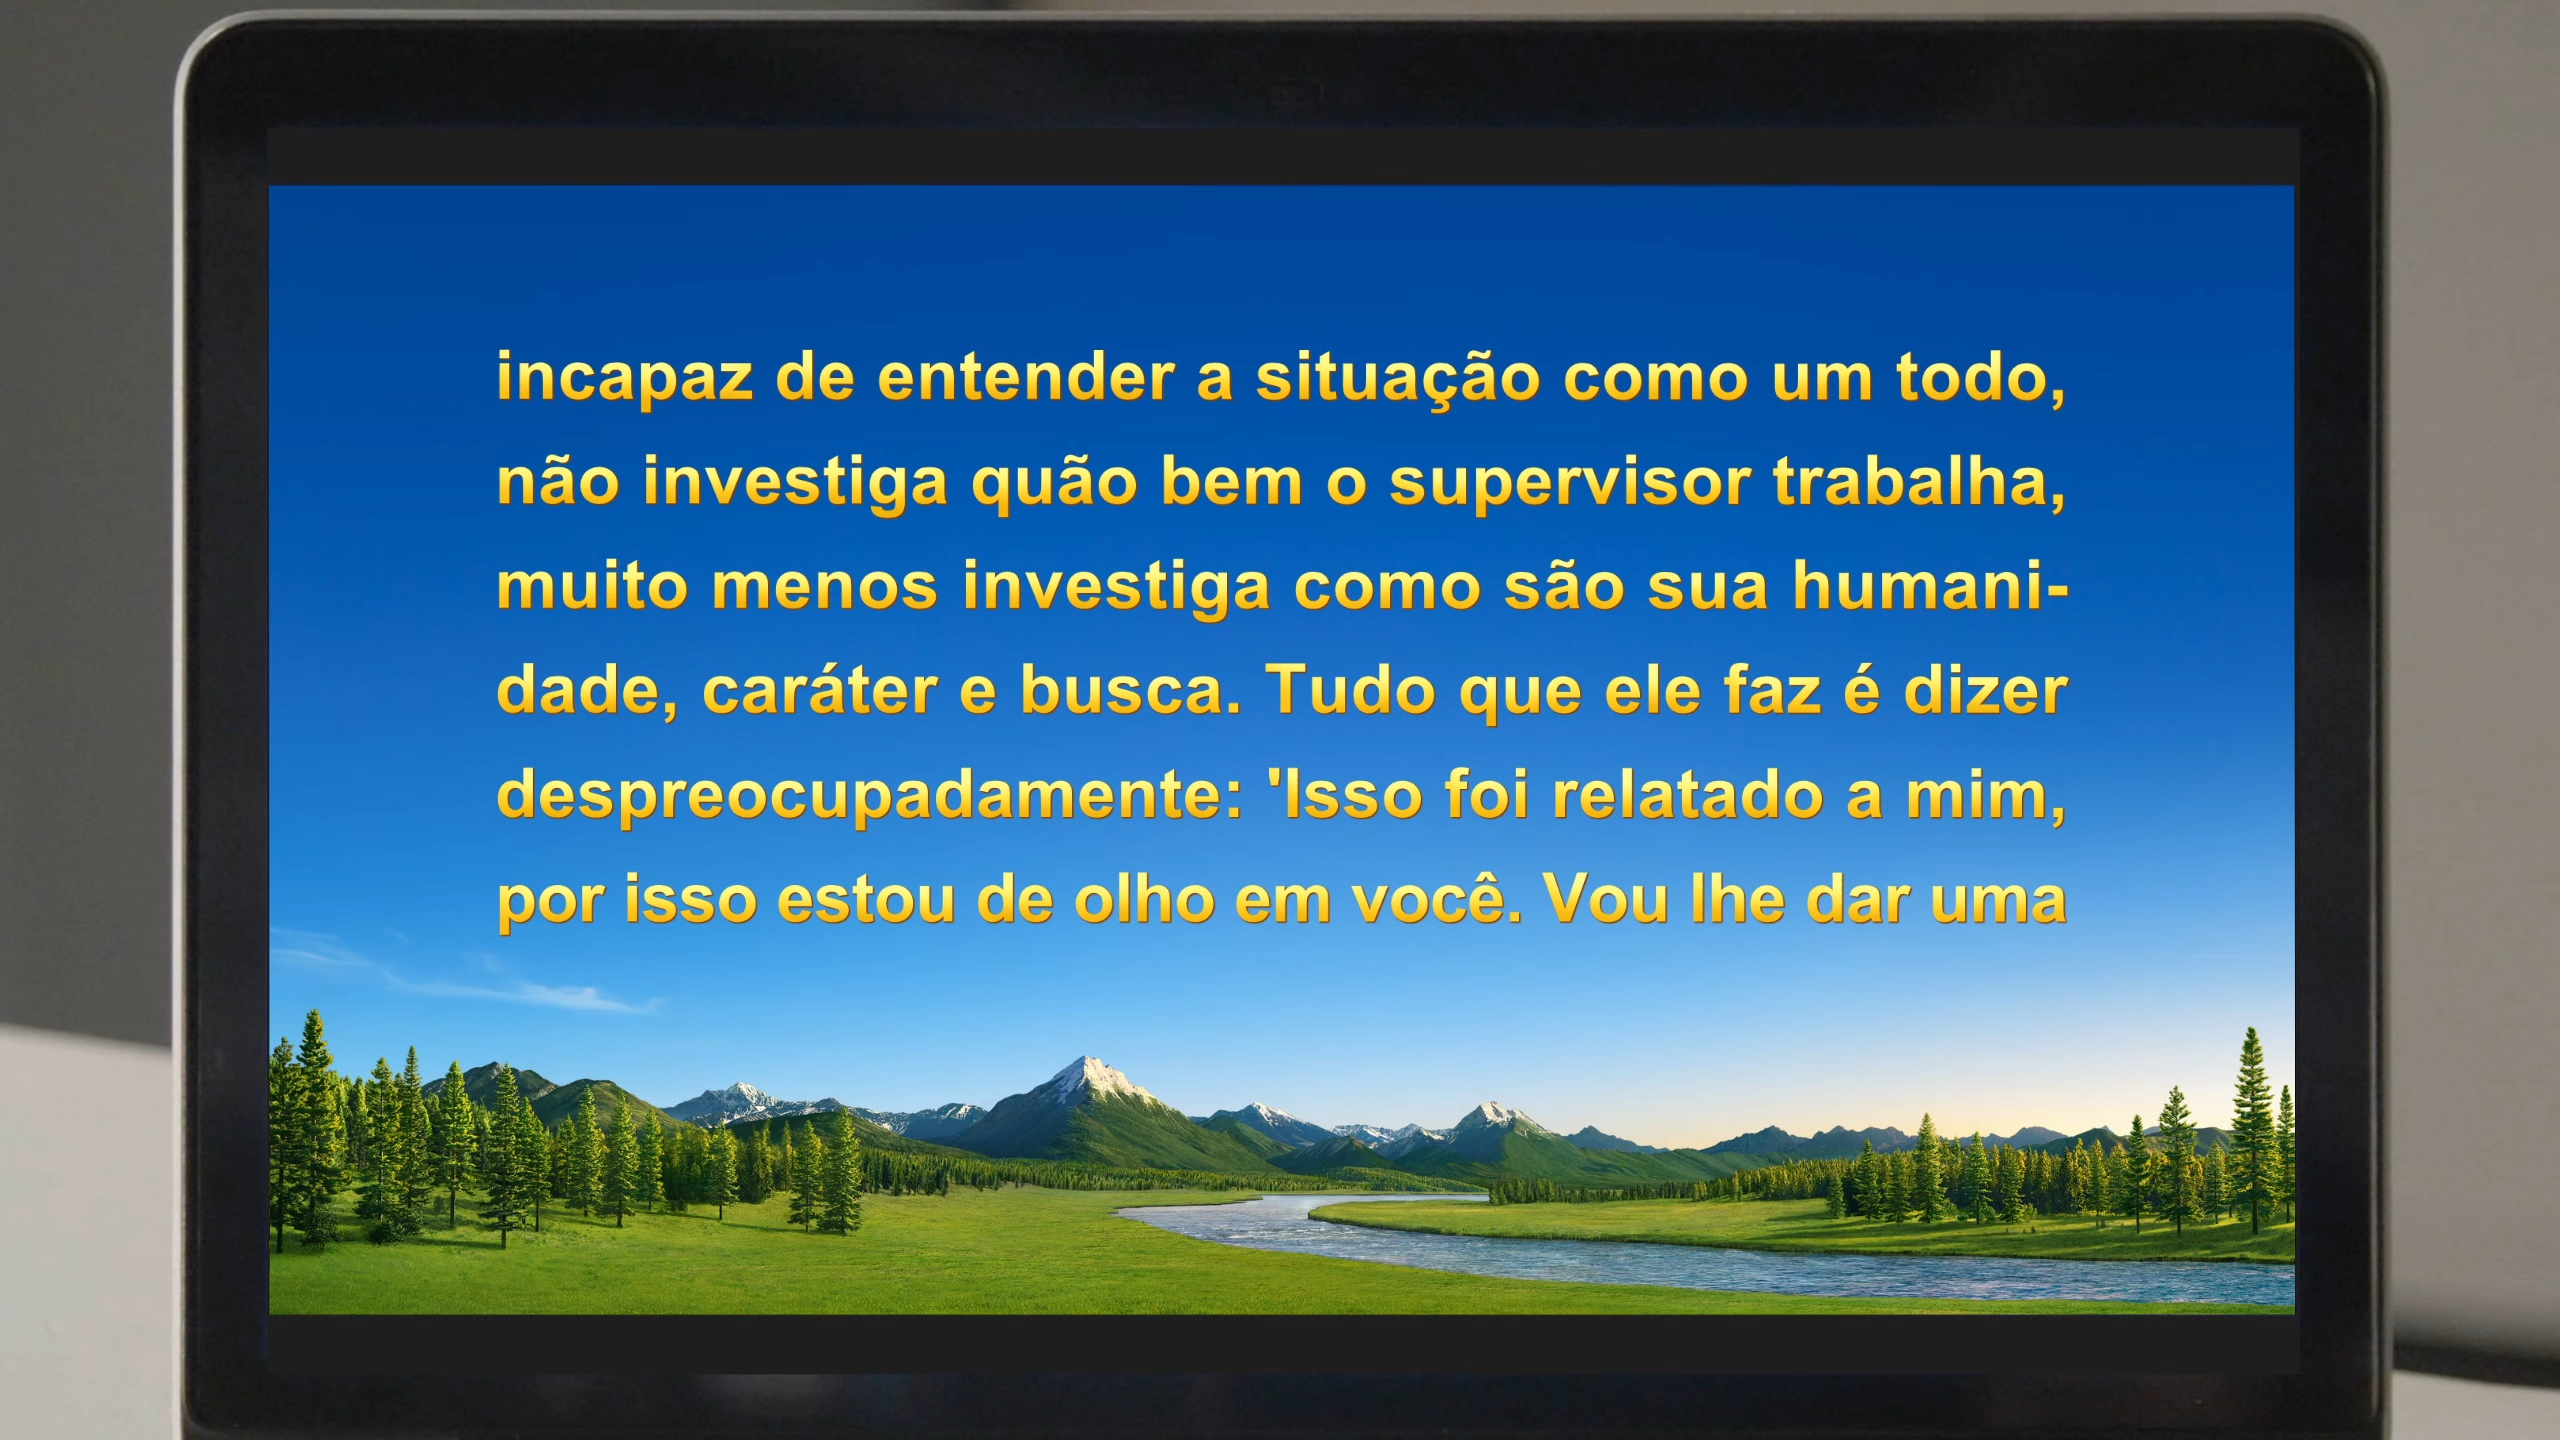 incapaz de entender a situação como um todo,
não investiga quão bem o supervisor trabalha,
muito menos investiga como são sua humani-
dade, caráter e busca. Tudo que ele faz é dizer
despreocupadamente: 'Isso foi relatado a mim,
por isso estou de olho em você. Vou lhe dar uma